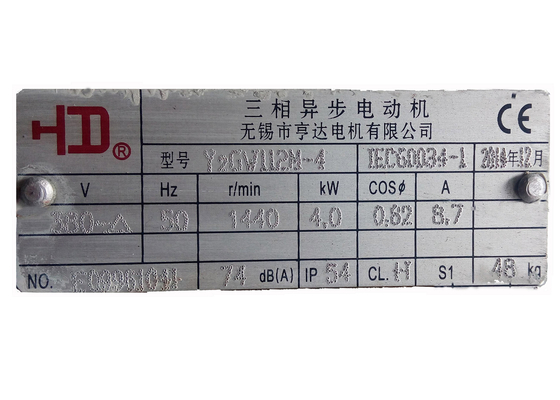 HD ®
三相异步电动机
无锡市亨达电机有限公司
CE
型号 IEC60034-1 年12月
V Hz r/min kW COSφ A
380~△ 50 1440 4.0 0.82 8.7
NO. 74 dB(A) IP 54 CL. H S1 48 kg